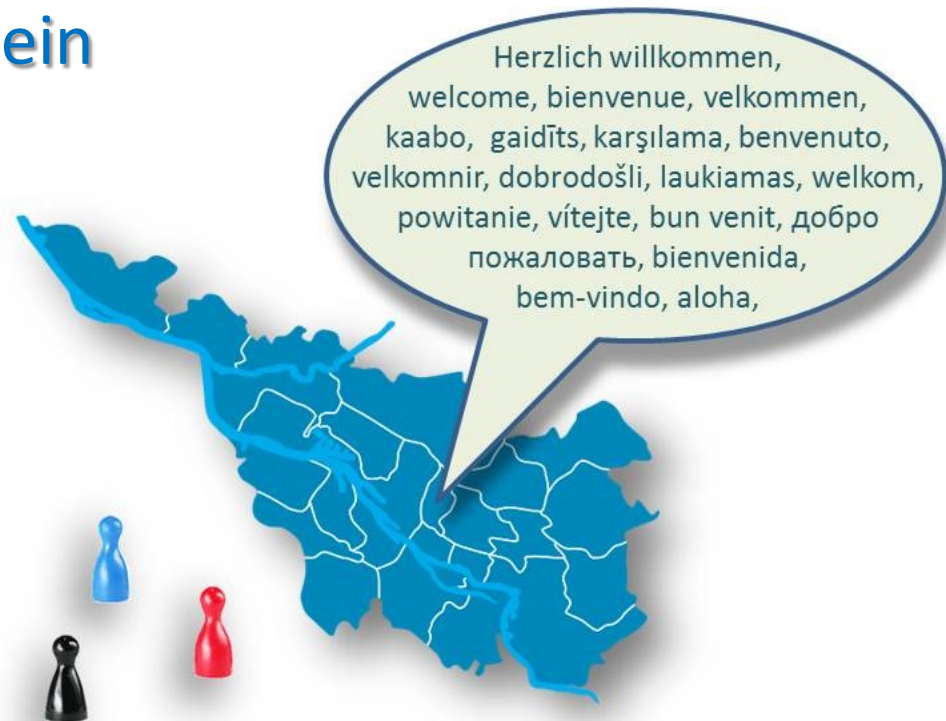 ein
Herzlich willkommen,
welcome, bienvenue, velkommen,
kaabo, gaidīts, karşılama, benvenuto,
velkomnir, dobrodošli, laukiamas, welkom,
powitanie, vítejte, bun venit, добро
пожаловать, bienvenida,
bem-vindo, aloha,